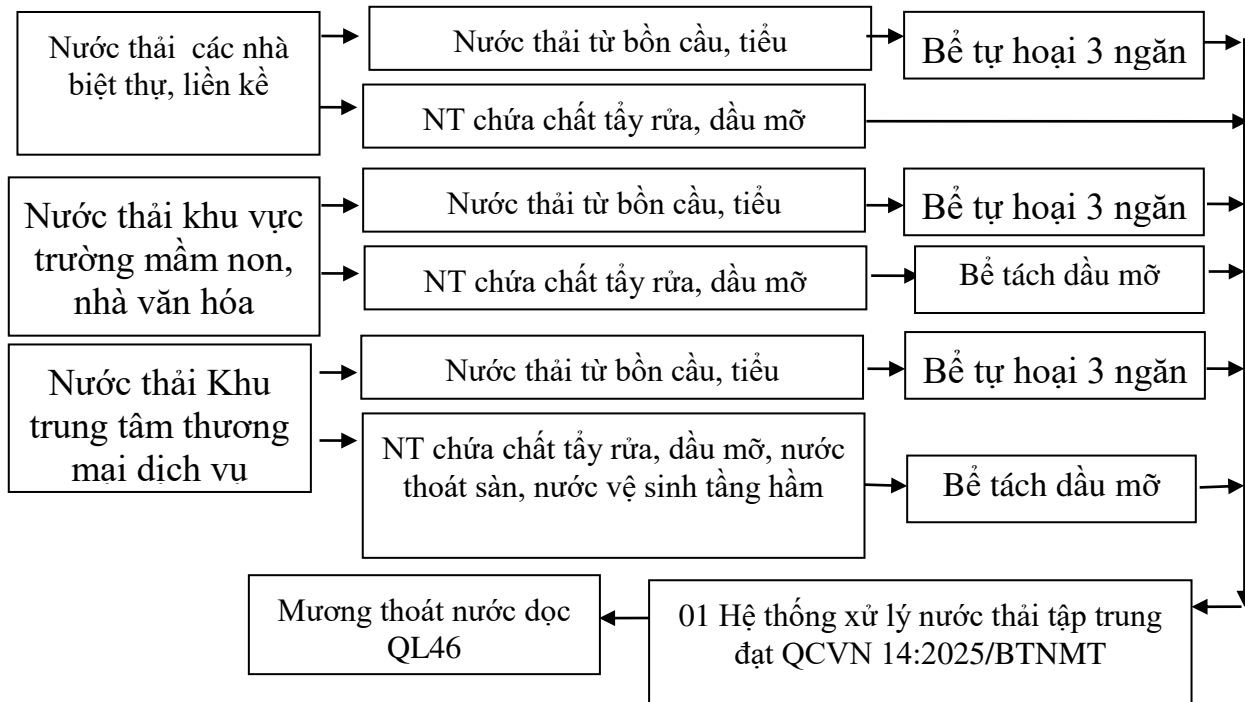 Nước thải các nhà
biệt thự, liền kề
Nước thải từ bồn cầu, tiểu
Bể tự hoại 3 ngăn
NT chứa chất tẩy rửa, dầu mỡ
Nước thải khu vực
trường mầm non,
nhà văn hóa
Nước thải từ bồn cầu, tiểu
Bể tự hoại 3 ngăn
NT chứa chất tẩy rửa, dầu mỡ
Bể tách dầu mỡ
Nước thải Khu
trung tâm thương
mại dịch vụ
Nước thải từ bồn cầu, tiểu
Bể tự hoại 3 ngăn
NT chứa chất tẩy rửa, dầu mỡ, nước
thoát sàn, nước vệ sinh tầng hầm
Bể tách dầu mỡ
Mương thoát nước dọc
QL46
01 Hệ thống xử lý nước thải tập trung
đạt QCVN 14:2025/BTNMT